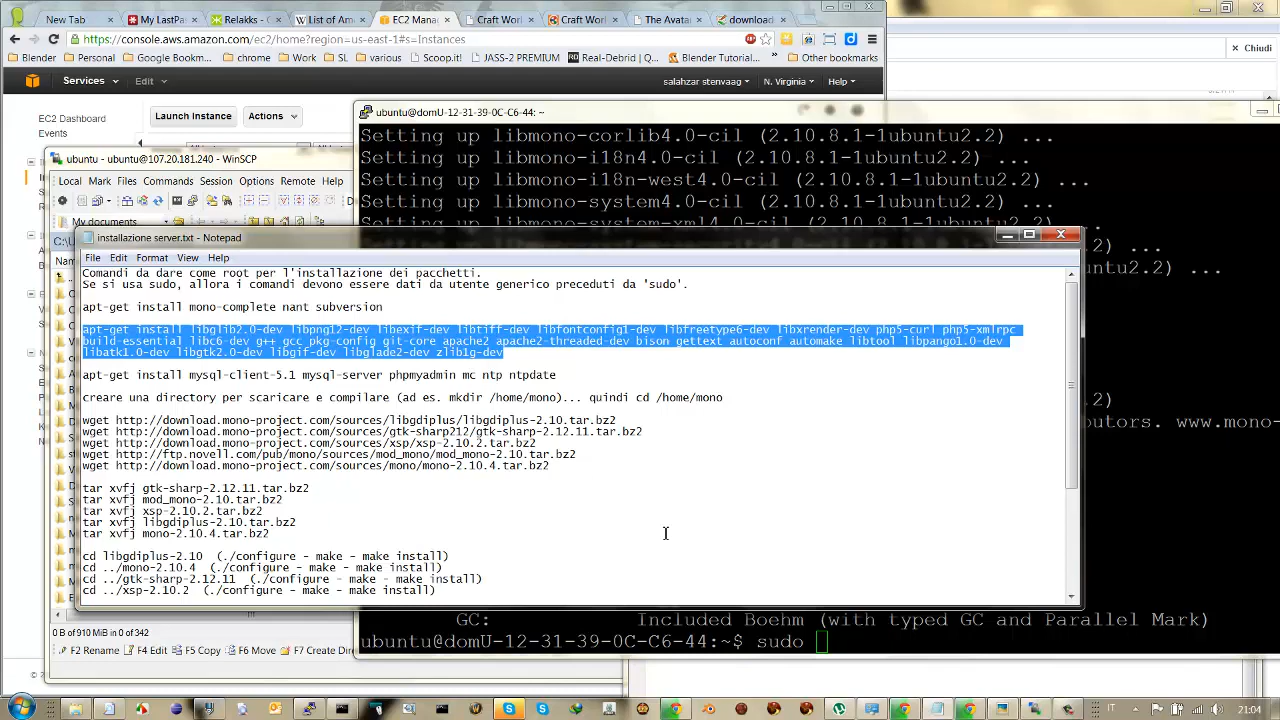 New Tab
My LastPa
Relakks -
List of Ame
EC2 Manag
Craft World
Craft World
The Avatar
download
https://console.aws.amazon.com/ec2/home?region=us-east-1#s=Instances
Chiudi
Blender
Personal
Google Bookm...
chrome
Work
SL
various
Scoop.it!
JASS-2 PREMIUM
Real-Debrid | Q...
Blender Tutorial...
Services
Edit
salahzar stenvaag
N. Virginia
Help
EC2 Dashboard
Events
Launch Instance
Actions
ubuntu@domU-12-31-39-0C-C6-44: ~
Setting up libmono-corlib4.0-cil (2.10.8.1-1ubuntu2.2) ...
Setting up libmono-i18n4.0-cil (2.10.8.1-1ubuntu2.2) ...
ubuntu - ubuntu@107.20.181.240 - WinSCP
Setting up libmono-i18n-west4.0-cil (2.10.8.1-1ubuntu2.2) ...
Local Mark Files Commands Session Options Remote Help
Setting up libmono-system4.0-cil (2.10.8.1-1ubuntu2.2) ...
My documents
installazione server.txt - Notepad
File Edit Format View Help
Comandi da dare come root per l'installazione dei pacchetti.
Se si usa sudo, allora i comandi devono essere dati da utente generico preceduti da 'sudo'.
apt-get install mono-complete nant subversion
apt-get install libglib2.0-dev libpng12-dev libexif-dev libtiff-dev libfontconfig1-dev libfreetype6-dev libxrender-dev php5-curl php5-xmlrpc
build-essential libc6-dev g++ gcc pkg-config git-core apache2 apache2-threaded-dev bison gettext autoconf automake libtool libpango1.0-dev
libatk1.0-dev libgtk2.0-dev libgif-dev libglade2-dev zlib1g-dev
apt-get install mysql-client-5.1 mysql-server phpmyadmin mc ntp ntpdate
creare una directory per scaricare e compilare (ad es. mkdir /home/mono)... quindi cd /home/mono
wget http://download.mono-project.com/sources/libgdiplus/libgdiplus-2.10.tar.bz2
wget http://download.mono-project.com/sources/gtk-sharp212/gtk-sharp-2.12.11.tar.bz2
wget http://download.mono-project.com/sources/xsp/xsp-2.10.2.tar.bz2
wget http://ftp.novell.com/pub/mono/sources/mod_mono/mod_mono-2.10.tar.bz2
wget http://download.mono-project.com/sources/mono/mono-2.10.4.tar.bz2
tar xvfj gtk-sharp-2.12.11.tar.bz2
tar xvfj mod_mono-2.10.tar.bz2
tar xvfj xsp-2.10.2.tar.bz2
tar xvfj libgdiplus-2.10.tar.bz2
tar xvfj mono-2.10.4.tar.bz2
cd libgdiplus-2.10 (./configure - make - make install)
cd ../mono-2.10.4 (./configure - make - make install)
cd ../gtk-sharp-2.12.11 (./configure - make - make install)
cd ../xsp-2.10.2 (./configure - make - make install)
untu2.2) ...
butors. www.mono-
GC: Included Boehm (with typed GC and Parallel Mark)
0 B of 910 MiB in 0 of 342
ubuntu@domU-12-31-39-0C-C6-44:~$ sudo
F2 Rename F4 Edit F5 Copy F6 Move F7 Create Dire
IT
21:04